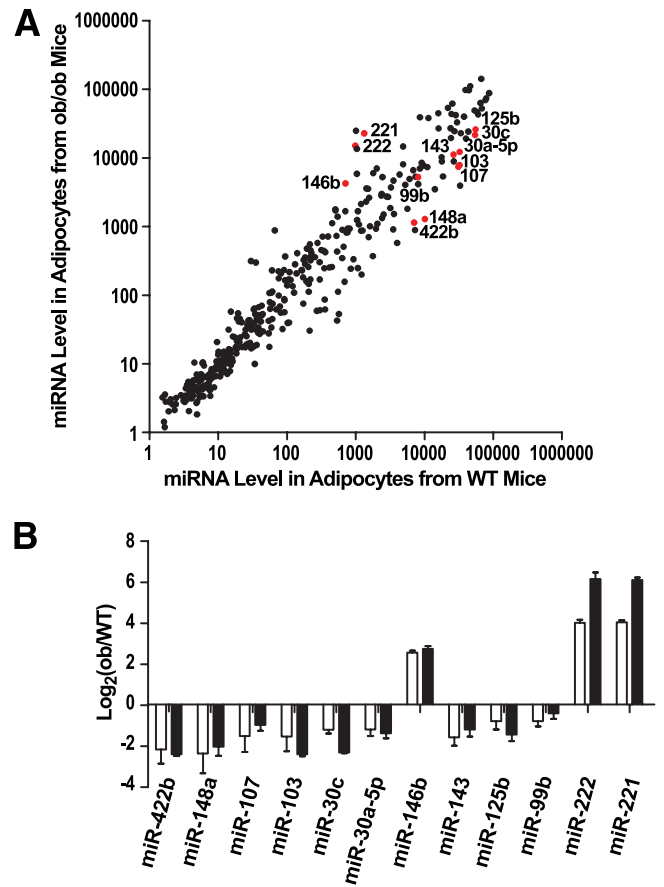 A
miRNA Level in Adipocytes from ob/ob Mice
1000000
100000
10000
1000
100
10
1
221
222
146b
125b
30c
143
30a-5p
103
107
99b
148a
422b
1 10 100 1000 10000 100000 1000000
miRNA Level in Adipocytes from WT Mice
B
Log2(ob/WT)
8
6
4
2
0
-2
-4
miR-422b
miR-148a
miR-107
miR-103
miR-30c
miR-30a-5p
miR-146b
miR-143
miR-125b
miR-99b
miR-222
miR-221